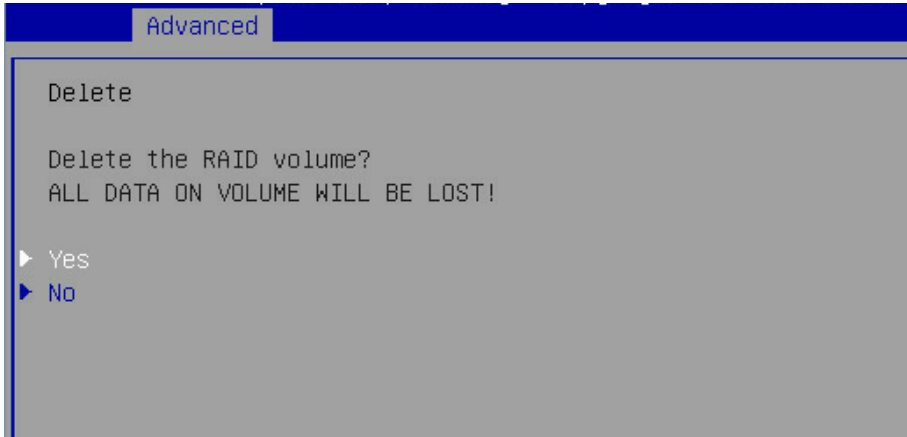 Advanced
Delete
Delete the RAID volume?
ALL DATA ON VOLUME WILL BE LOST!
Yes
No